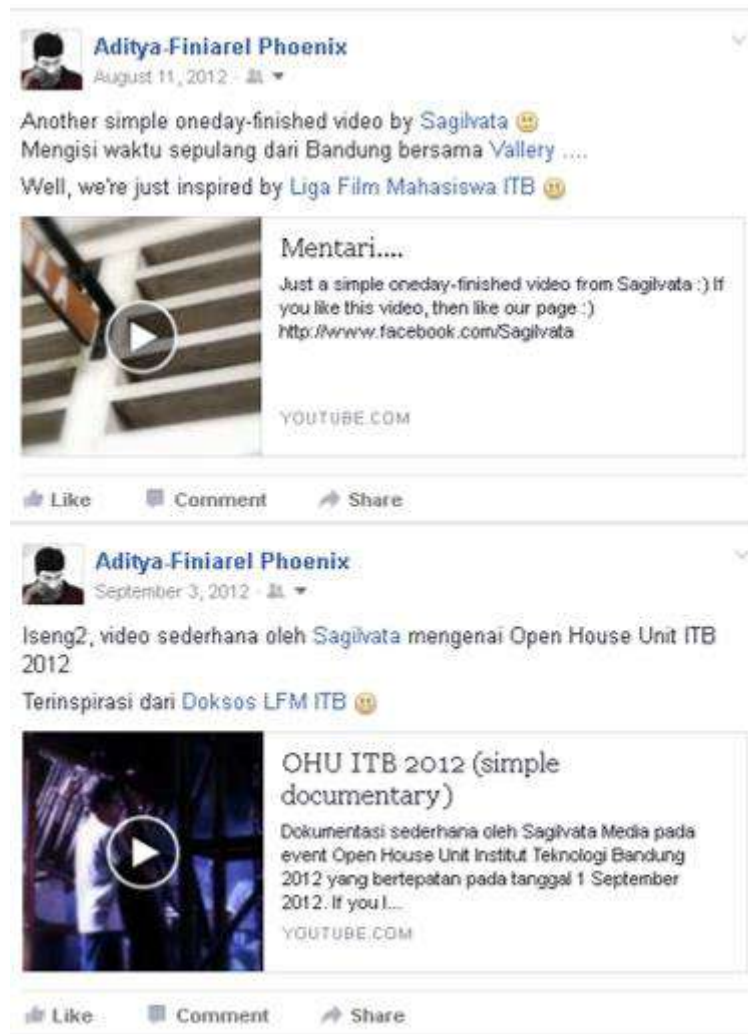 Aditya-Finiarel Phoenix
August 11, 2012
Another simple oneday-finished video by Sagilvata
Mengisi waktu sepulang dari Bandung bersama Vallery ....
Well, we're just inspired by Liga Film Mahasiswa ITB
Mentari....
Just a simple oneday-finished video from Sagilvata :) If
you like this video, then like our page :)
http://www.facebook.com/Sagilvata
YOUTUBE.COM
Like Comment Share
Aditya-Finiarel Phoenix
September 3, 2012
Iseng2, video sederhana oleh Sagilvata mengenai Open House Unit ITB
2012
Terinspirasi dari Doksos LFM ITB
OHU ITB 2012 (simple
documentary)
Dokumentasi sederhana oleh Sagilvata Media pada
event Open House Unit Institut Teknologi Bandung
2012 yang bertepatan pada tanggal 1 September
2012. If you l...
YOUTUBE.COM
Like Comment Share